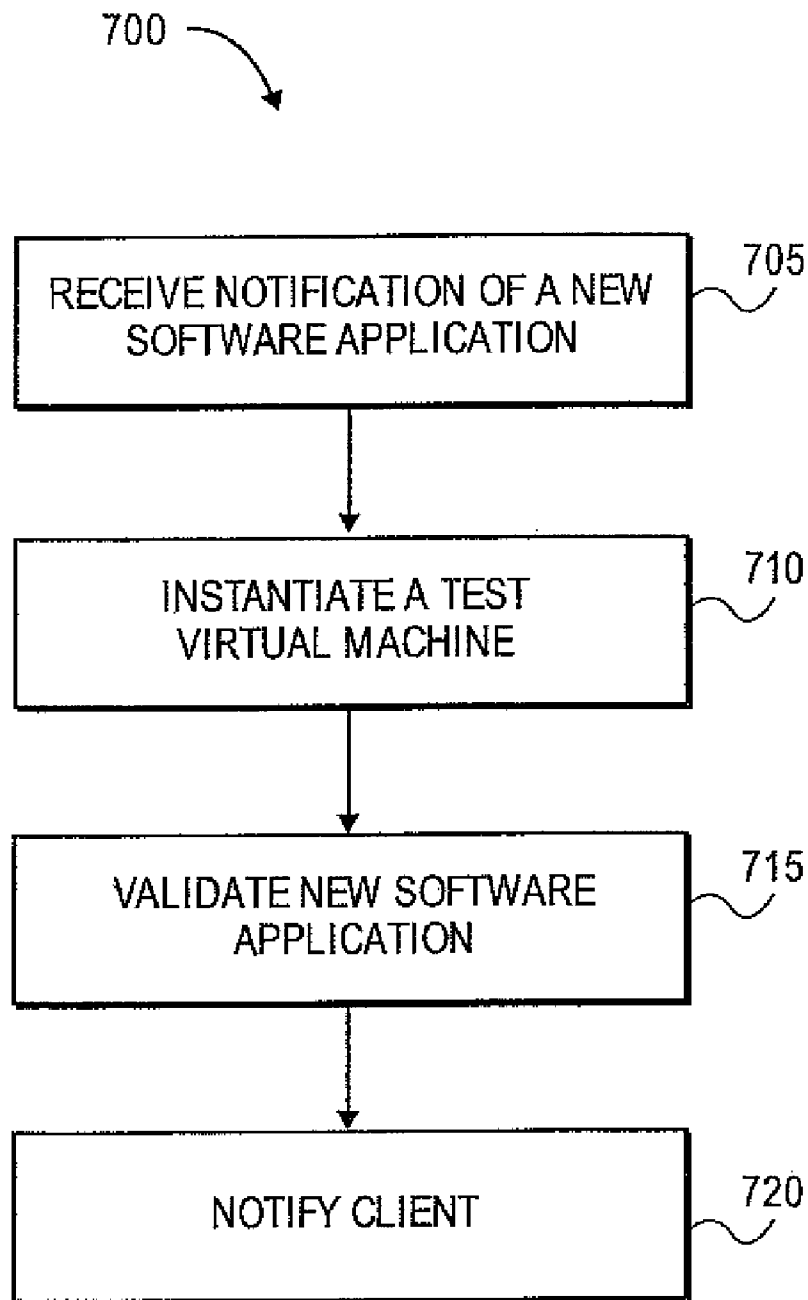 700
RECEIVE NOTIFICATION OF A NEW
SOFTWARE APPLICATION
705
INSTANTIATE A TEST
VIRTUAL MACHINE
710
VALIDATE NEW SOFTWARE
APPLICATION
715
NOTIFY CLIENT
720